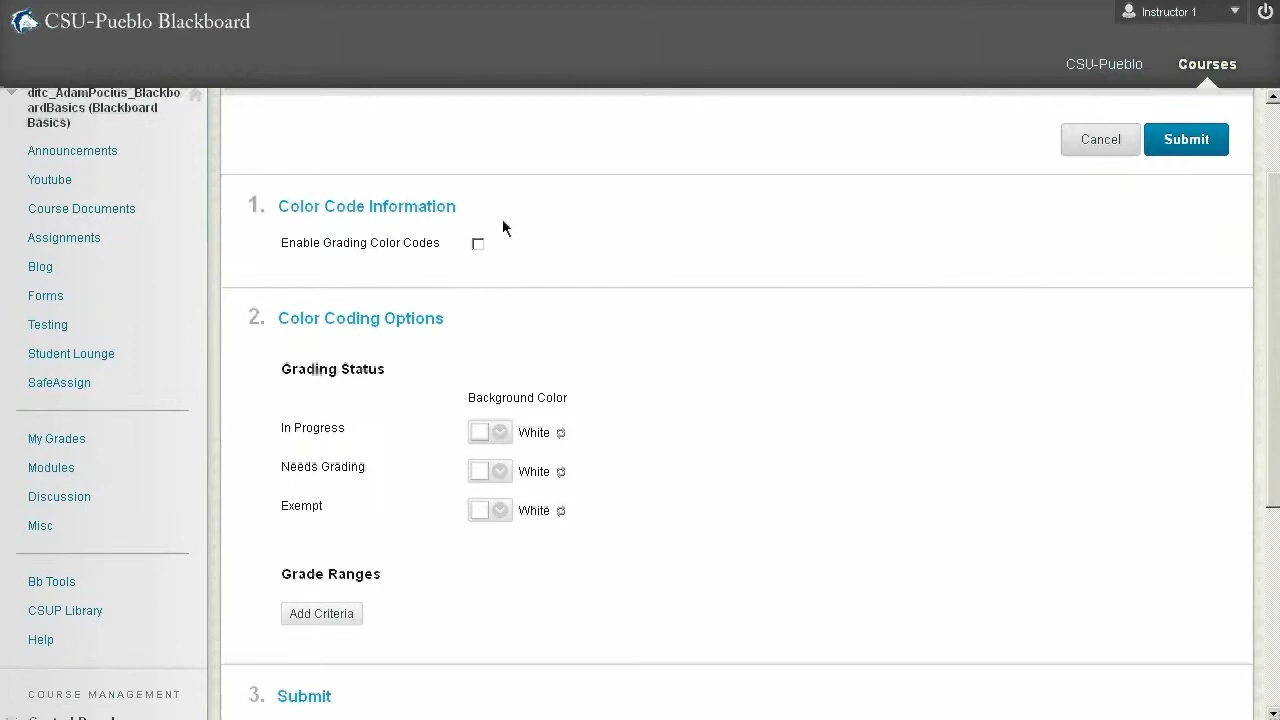 CSU-Pueblo Blackboard
Instructor 1
CSU-Pueblo
Courses
ditc_AdamPocius_Blackbo
ardBasics (Blackboard
Basics)
Announcements
Youtube
Course Documents
Assignments
Blog
Forms
Testing
Student Lounge
SafeAssign
My Grades
Modules
Discussion
Misc
Bb Tools
CSUP Library
Help
COURSE MANAGEMENT
Cancel
Submit
1. Color Code Information
Enable Grading Color Codes
2. Color Coding Options
Grading Status
Background Color
In Progress
White
Needs Grading
White
Exempt
White
Grade Ranges
Add Criteria
3. Submit